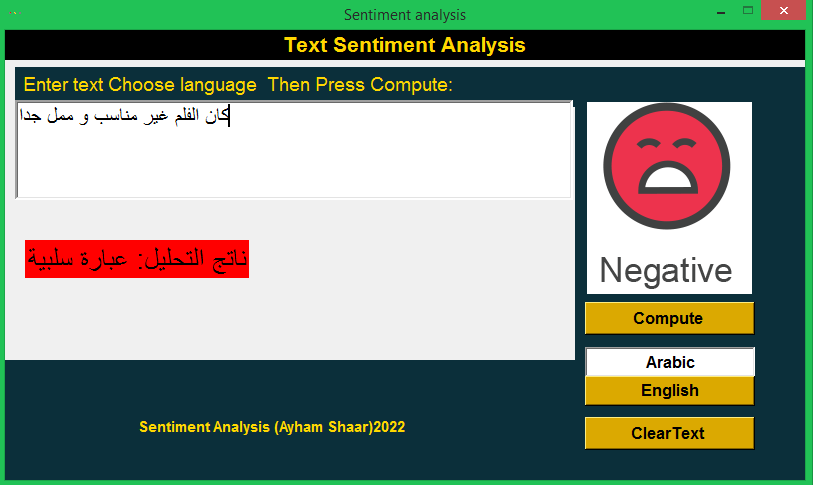 Sentiment analysis
Text Sentiment Analysis
Enter text Choose language Then Press Compute:
كان الفلم غير مناسب و ممل جدا
ناتج التحليل: عبارة سلبية
Negative
Compute
Arabic
English
ClearText
Sentiment Analysis (Ayham Shaar)2022